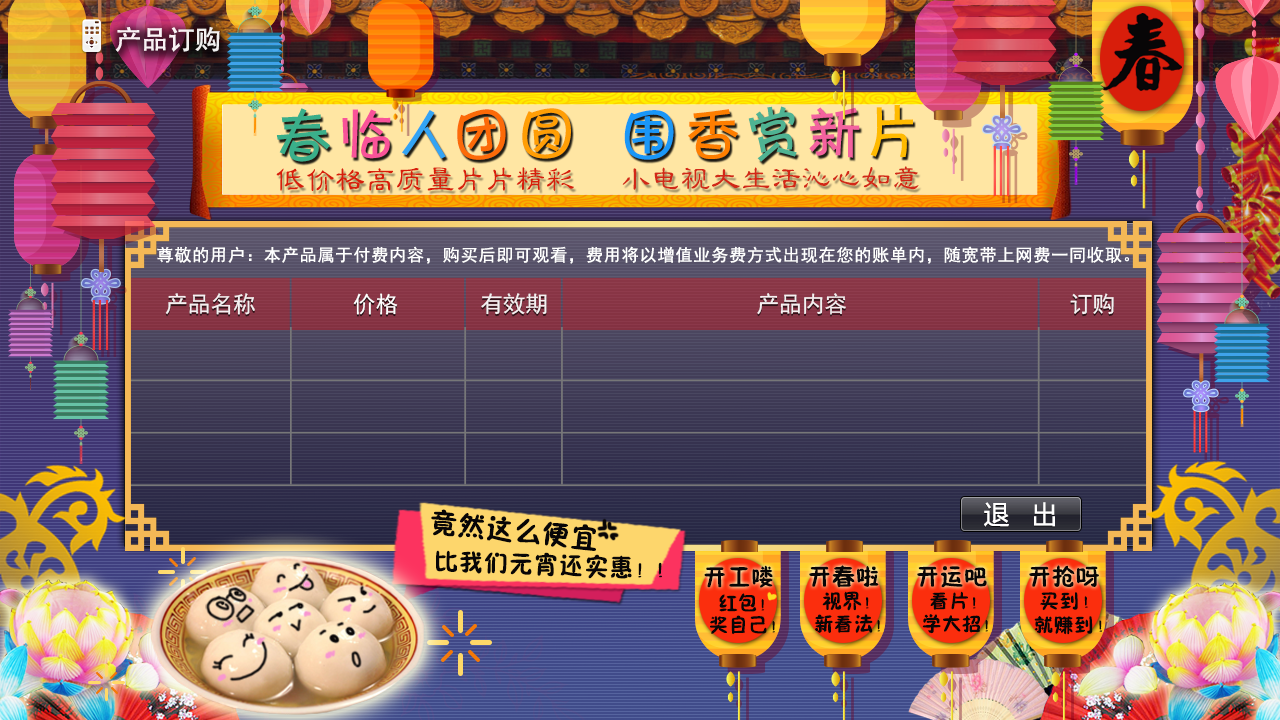 产品订购
春
春临人团圆 围香赏新片
低价格高质量片片精彩 小电视大生活沁心如意
尊敬的用户：本产品属于付费内容，购买后即可观看，费用将以增值业务费方式出现在您的账单内，随宽带上网费一同收取。
产品名称 价格 有效期 产品内容 订购
退 出
竟然这么便宜
比我们元宵还实惠！！
开工喽
红包！
奖自己！
开春啦
视界！
新看法！
开运吧
看片！
学大招！
开抢呀
买到！
就赚到！